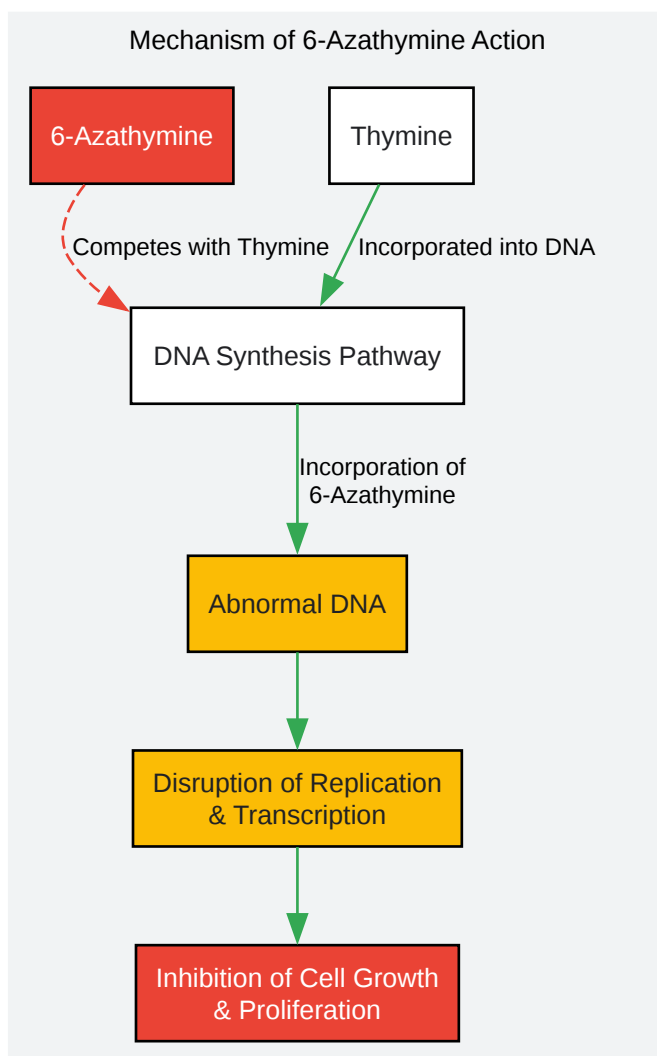 Mechanism of 6-Azathymine Action
6-Azathymine
Thymine
Competes with Thymine
Incorporated into DNA
DNA Synthesis Pathway
Incorporation of
6-Azathymine
Abnormal DNA
Disruption of Replication
& Transcription
Inhibition of Cell Growth
& Proliferation